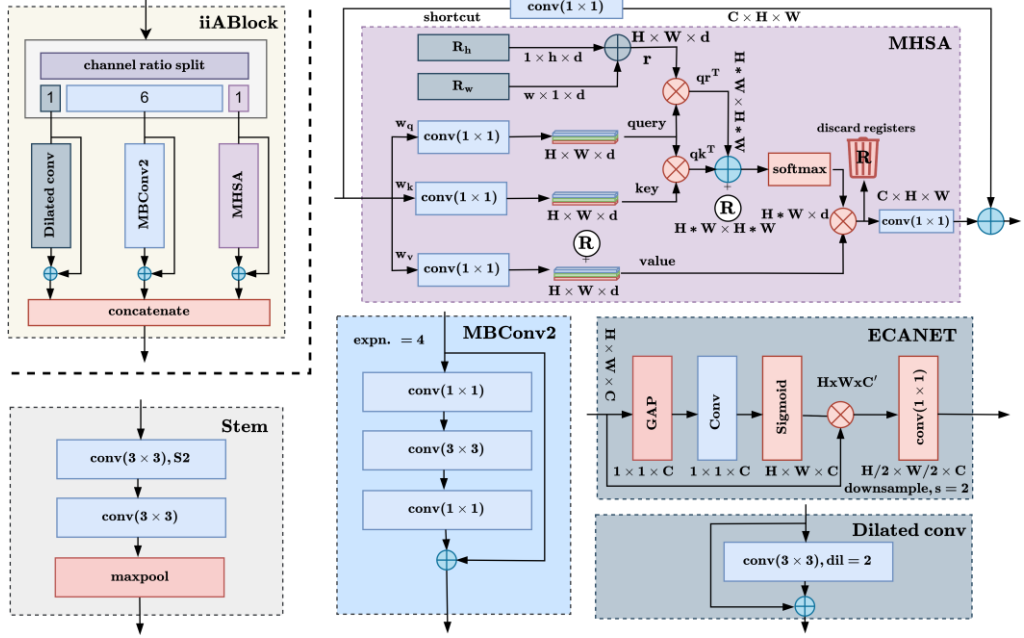 iiABlock
channel ratio split
1
6
1
Dilated conv
MBConv2
MHSA
concatenate
Stem
conv(3 × 3), S2
conv(3 × 3)
maxpool
shortcut
conv(1 × 1)
C × H × W
MHSA
R_h
1 × h × d
H × W × d
r
R_w
w × 1 × d
qr^T
H * W × H * W
w_q
conv(1 × 1)
H × W × d
query
qk^T
softmax
discard registers
R
w_k
conv(1 × 1)
H × W × d
key
+
R
H * W × H * W
H * W × d
C × H × W
conv(1 × 1)
R
+
w_v
conv(1 × 1)
H × W × d
value
MBConv2
expn. = 4
conv(1 × 1)
conv(3 × 3)
conv(1 × 1)
ECANET
H × W × C
GAP
Conv
Sigmoid
HxWxC′
conv(1 × 1)
1 × 1 × C
1 × 1 × C
H × W × C
H/2 × W/2 × C
downsample, s = 2
Dilated conv
conv(3 × 3), dil = 2